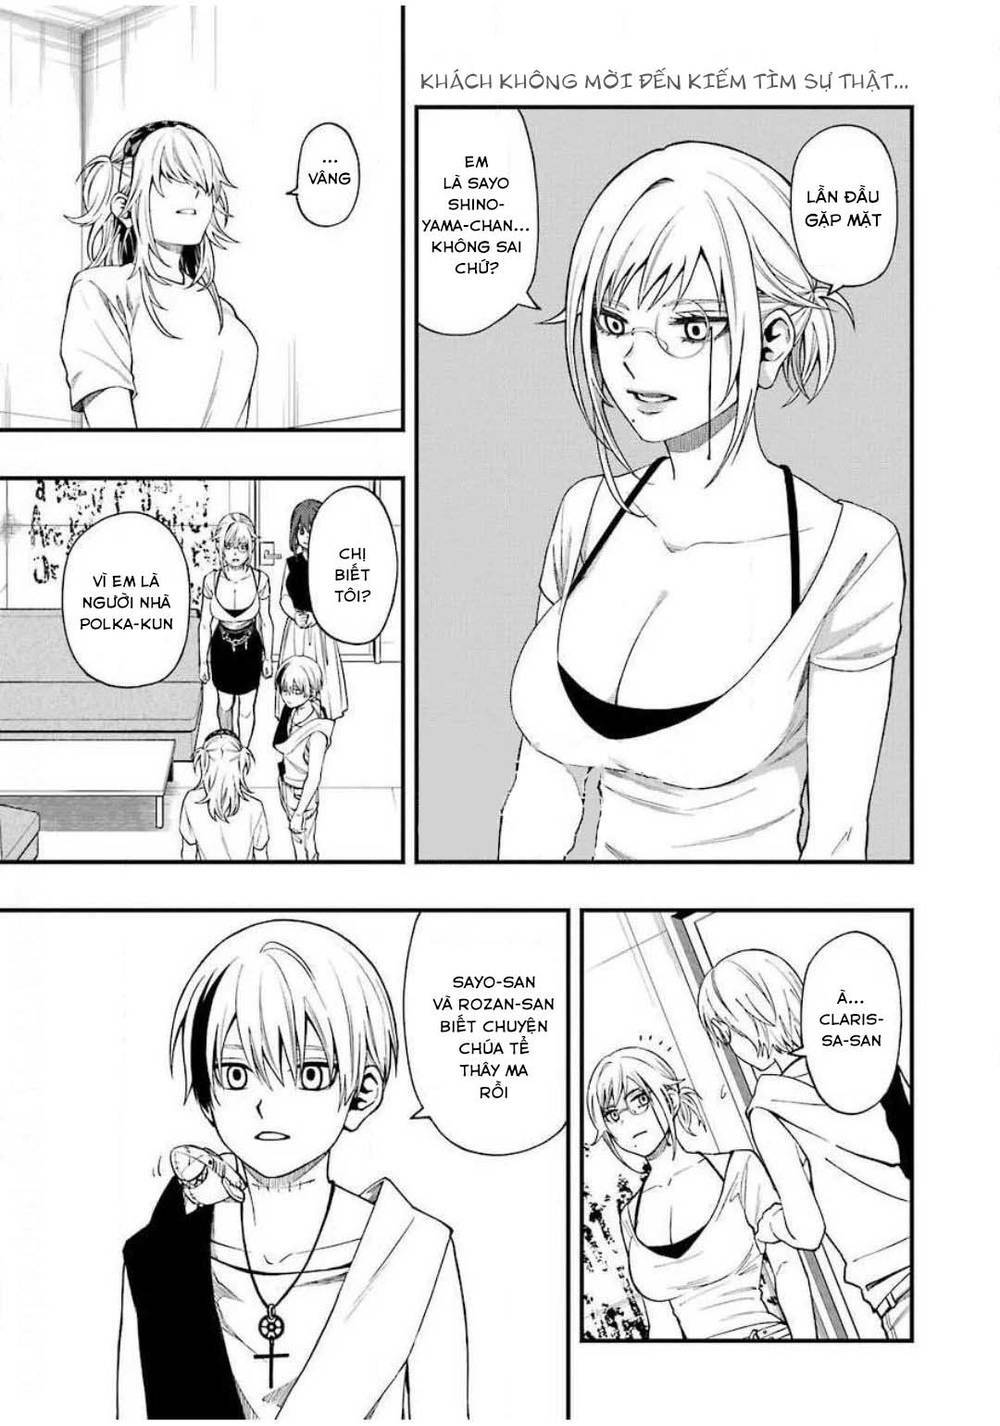 KHÁCH KHÔNG MỜI ĐẾN KIẾM TÌM SỰ THẬT...
LẦN ĐẦU
GẶP MẶT
EM
LÀ SAYO
SHINO-
YAMA-CHAN...
KHÔNG SAI
CHỨ?
...
VÂNG
CHỊ
BIẾT
TÔI?
VÌ EM LÀ
NGƯỜI NHÀ
POLKA-KUN
À...
CLARIS-
SA-SAN
SAYO-SAN
VÀ ROZAN-SAN
BIẾT CHUYỆN
CHÚA TỂ
THÂY MA
RỒI